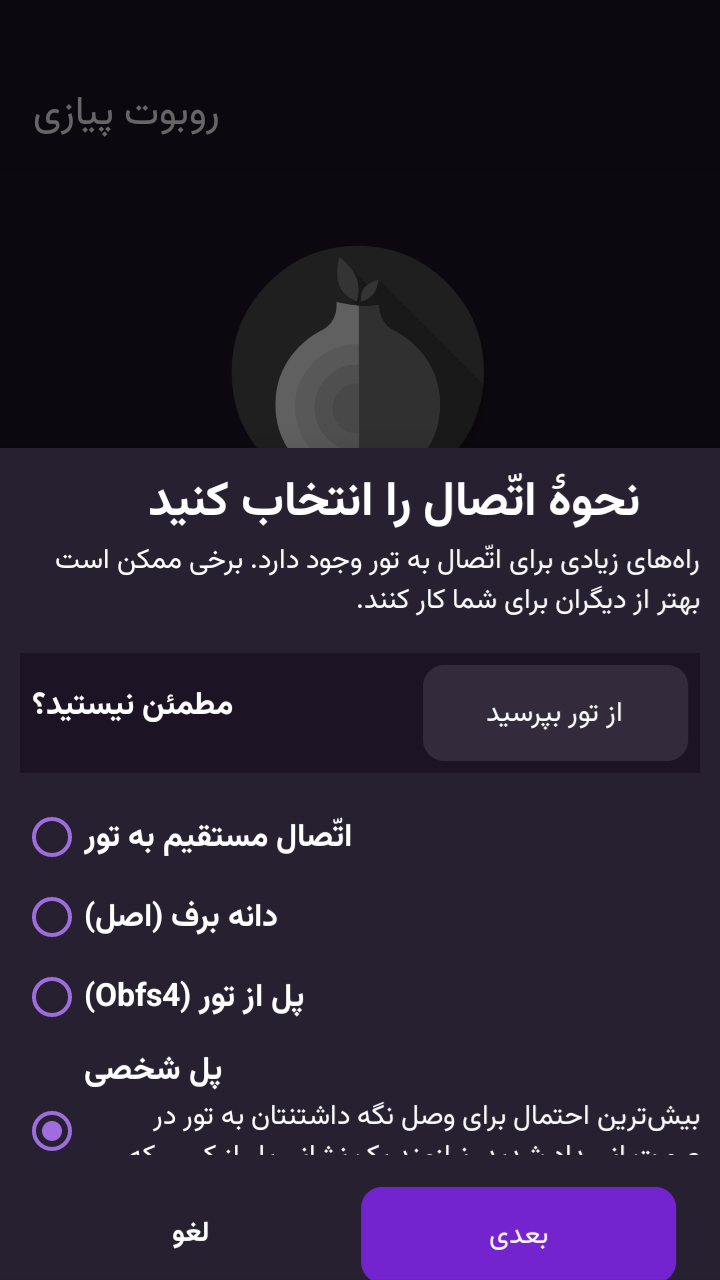 روبوت پیازی
نحوهٔ اتّصال را انتخاب کنید
راه‌های زیادی برای اتّصال به تور وجود دارد. برخی ممکن است
بهتر از دیگران برای شما کار کنند.
مطمئن نیستید؟
از تور بپرسید
اتّصال مستقیم به تور
دانه برف (اصل)
پل از تور (Obfs4)
پل شخصی
بیش‌ترین احتمال برای وصل نگه داشتنتان به تور در
لغو
بعدی